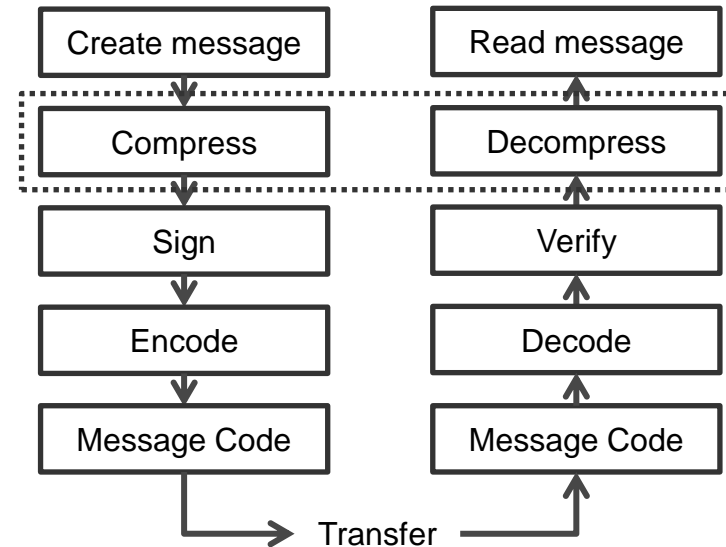 Create message
Compress
Sign
Encode
Message Code
Transfer
Read message
Decompress
Verify
Decode
Message Code